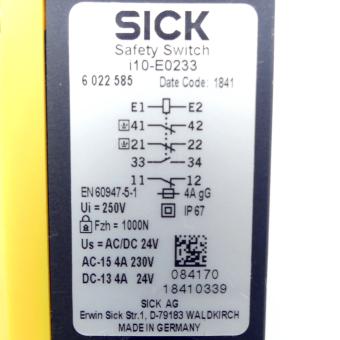 SICK
Safety Switch
i10-E0233
6 022 585 Date Code: 1841
E1 E2
41 42
21 22
33 34
11 12
EN 60947-5-1 4A gG
Ui = 250V IP 67
Fzh = 1000N
Us = AC/DC 24V
AC-15 4A 230V
DC-13 4A 24V
084170
18410339
SICK AG
Erwin Sick Str.1, D-79183 WALDKIRCH
MADE IN GERMANY